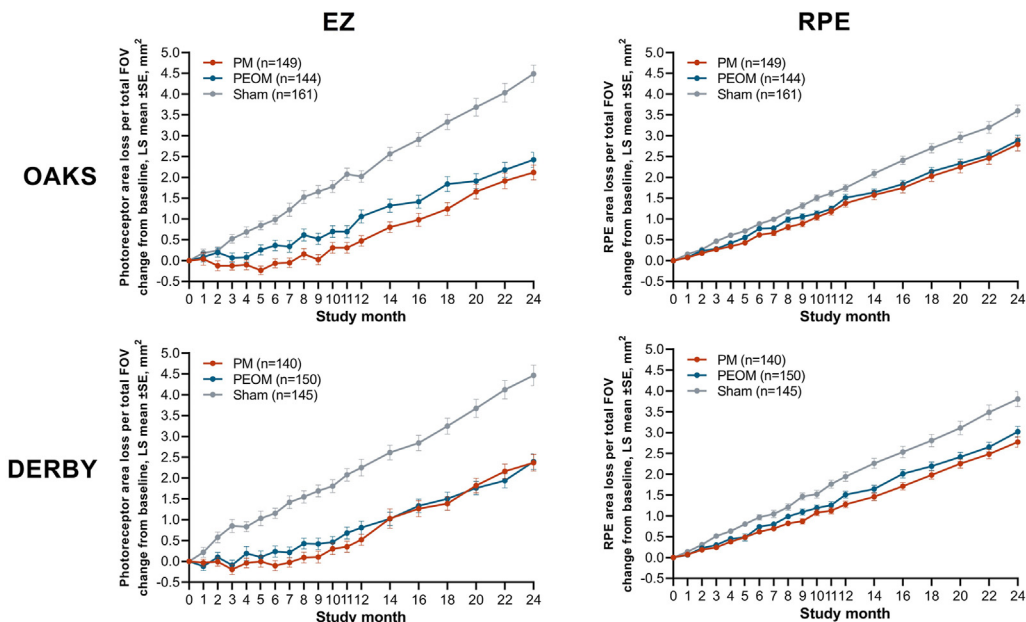 EZ
RPE
OAKS
Photoreceptor area loss per total FOV
change from baseline, LS mean ±SE, mm²
5.0
4.5
4.0
3.5
3.0
2.5
2.0
1.5
1.0
0.5
0.0
-0.5
PM (n=149)
PEOM (n=144)
Sham (n=161)
0 1 2 3 4 5 6 7 8 9 10 11 12 14 16 18 20 22 24
Study month
RPE area loss per total FOV
change from baseline, LS mean ±SE, mm²
5.0
4.5
4.0
3.5
3.0
2.5
2.0
1.5
1.0
0.5
0.0
-0.5
PM (n=149)
PEOM (n=144)
Sham (n=161)
0 1 2 3 4 5 6 7 8 9 10 11 12 14 16 18 20 22 24
Study month
DERBY
Photoreceptor area loss per total FOV
change from baseline, LS mean ±SE, mm²
5.0
4.5
4.0
3.5
3.0
2.5
2.0
1.5
1.0
0.5
0.0
-0.5
PM (n=140)
PEOM (n=150)
Sham (n=145)
0 1 2 3 4 5 6 7 8 9 10 11 12 14 16 18 20 22 24
Study month
RPE area loss per total FOV
change from baseline, LS mean ±SE, mm²
5.0
4.5
4.0
3.5
3.0
2.5
2.0
1.5
1.0
0.5
0.0
-0.5
PM (n=140)
PEOM (n=150)
Sham (n=145)
0 1 2 3 4 5 6 7 8 9 10 11 12 14 16 18 20 22 24
Study month